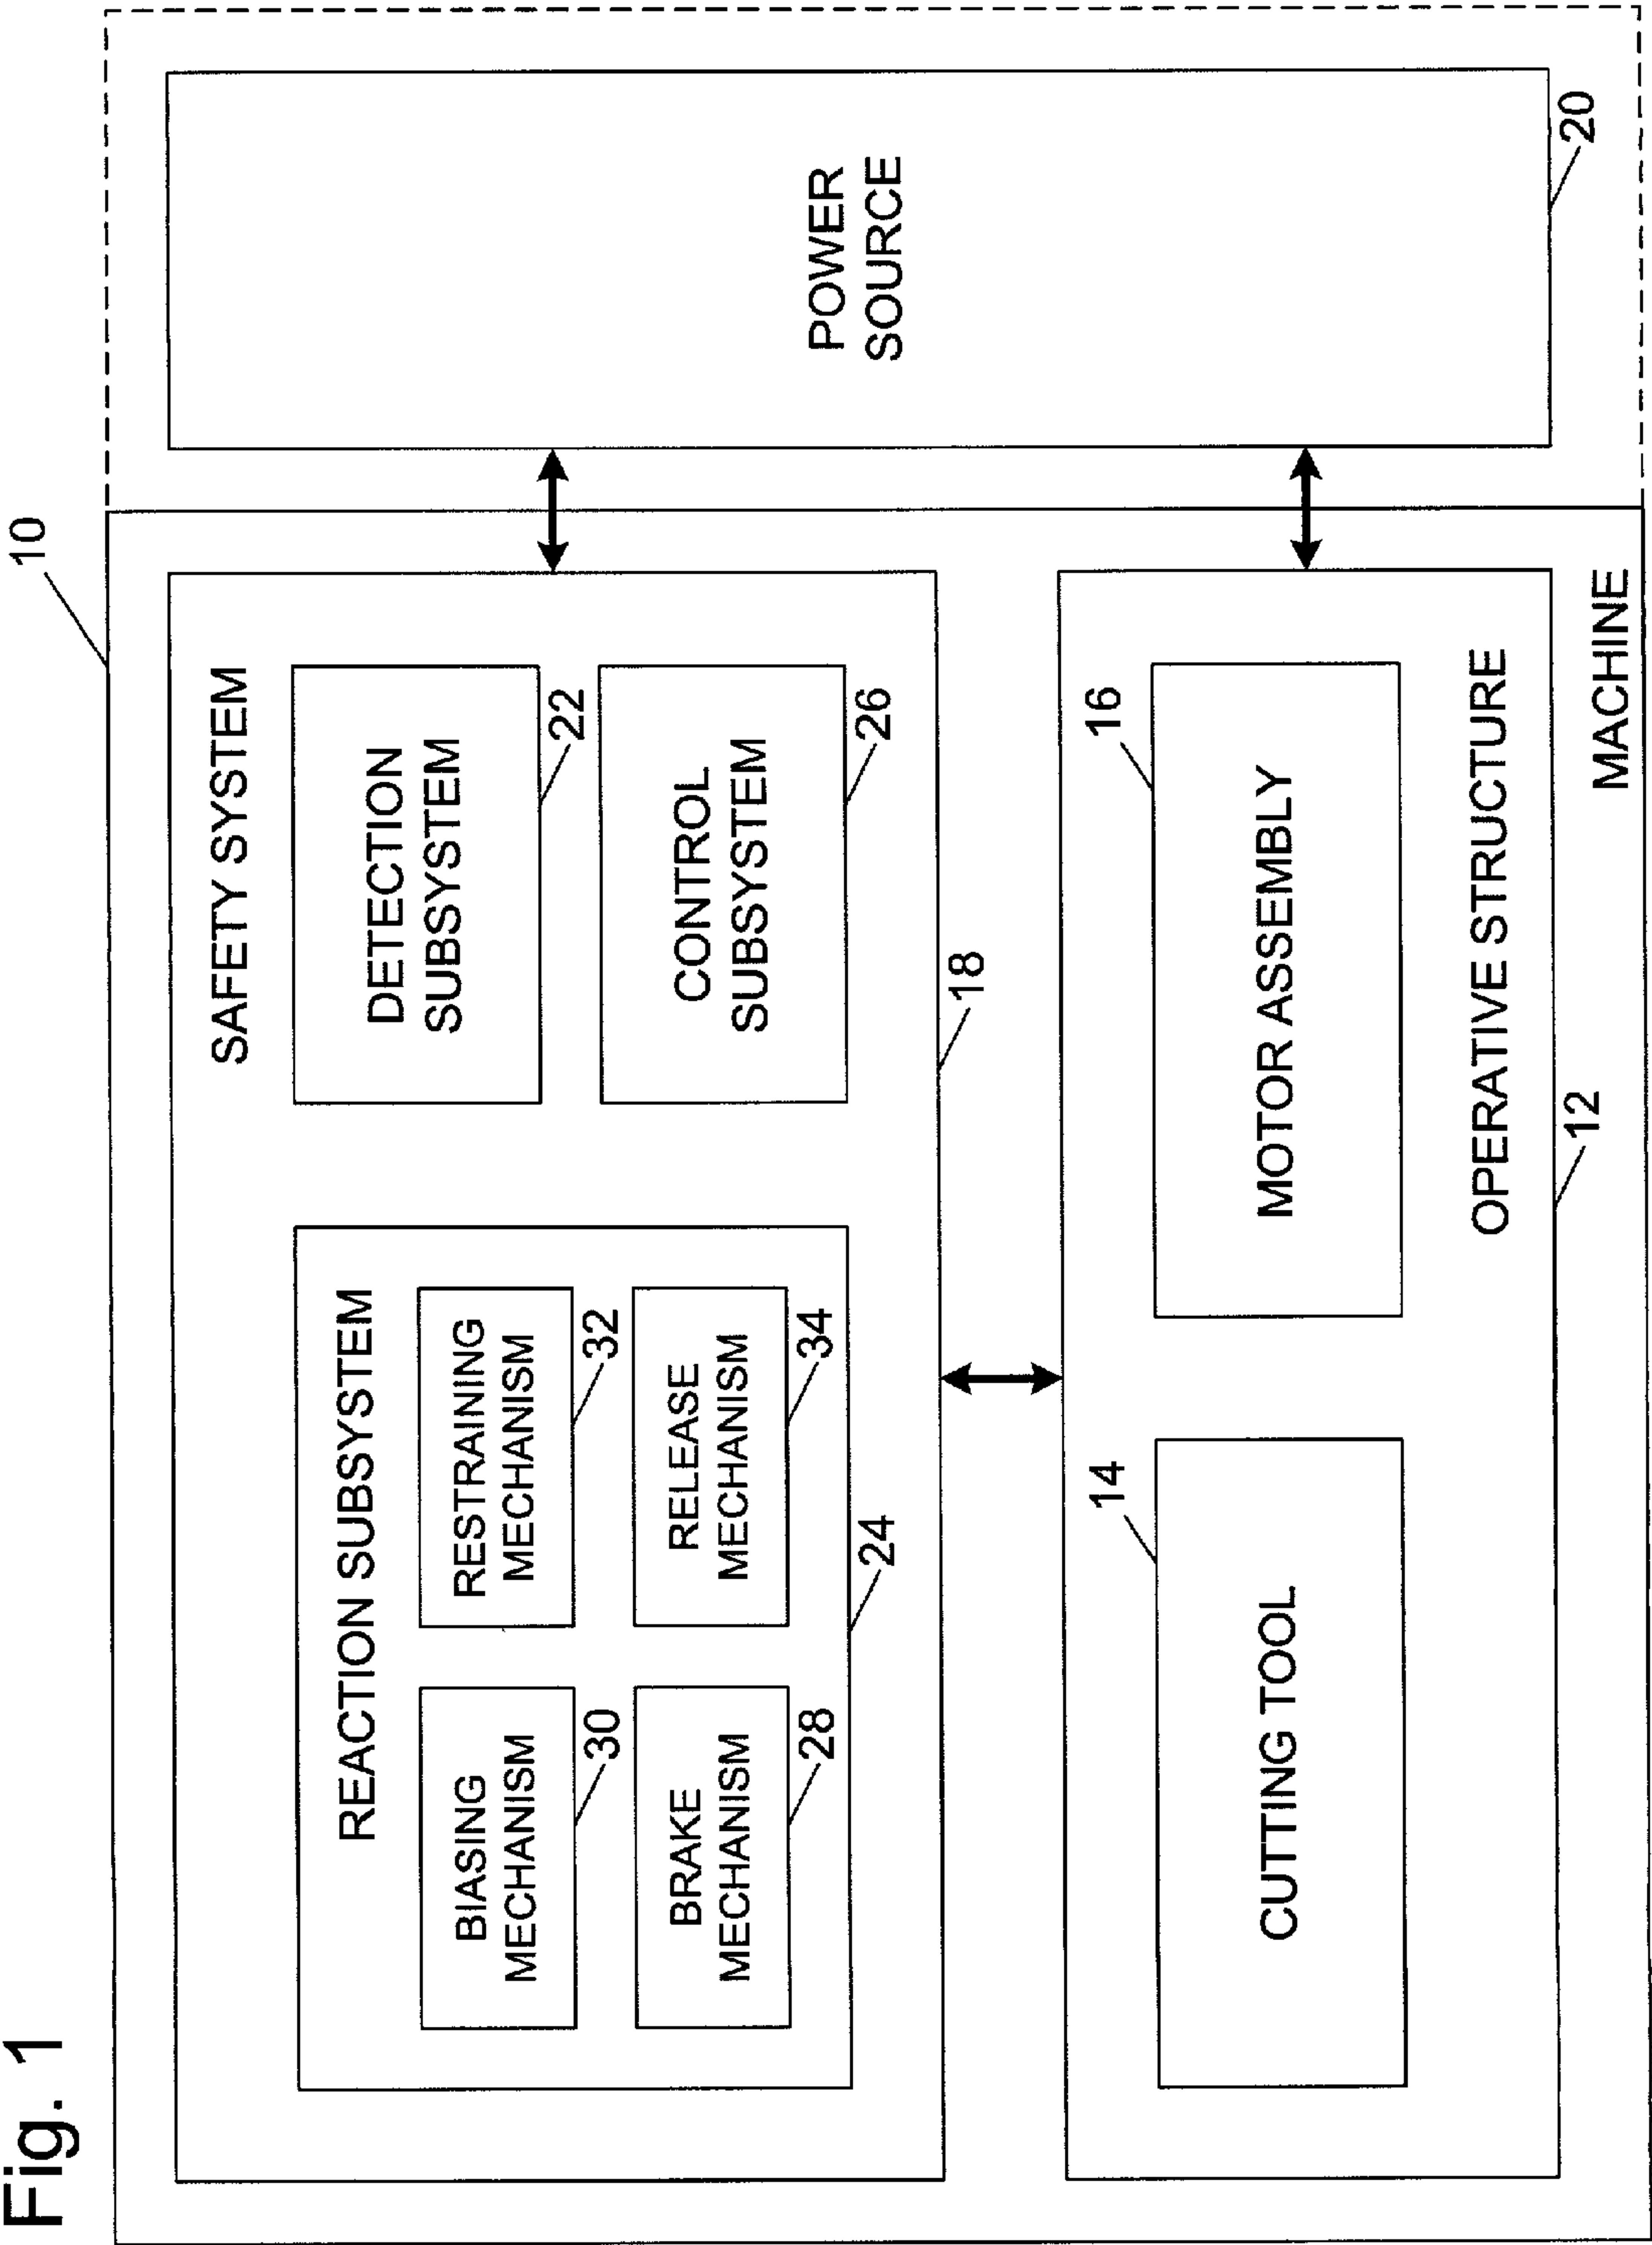 Fig. 1
10
SAFETY SYSTEM
REACTION SUBSYSTEM
BIASING
MECHANISM
30
RESTRAINING
MECHANISM
32
BRAKE
MECHANISM
28
RELEASE
MECHANISM
34
24
DETECTION
SUBSYSTEM
22
CONTROL
SUBSYSTEM
26
18
POWER
SOURCE
20
14
CUTTING TOOL
16
MOTOR ASSEMBLY
OPERATIVE STRUCTURE
12
MACHINE